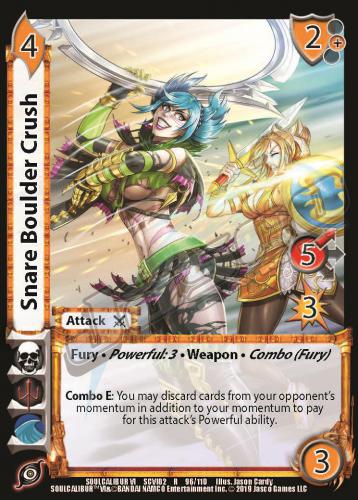 4
2
+
Snare Boulder Crush
5
3
Attack
Fury • Powerful: 3 • Weapon • Combo (Fury)
Combo E: You may discard cards from your opponent's
momentum in addition to your momentum to pay
for this attack's Powerful ability.
3
SOULCALIBUR VI SCVI02 R 96/110 Illus. Jason Cardy
SOULCALIBUR™VI&©BANDAI NAMCO Entertainment Inc. ©2019 Jasco Games LLC